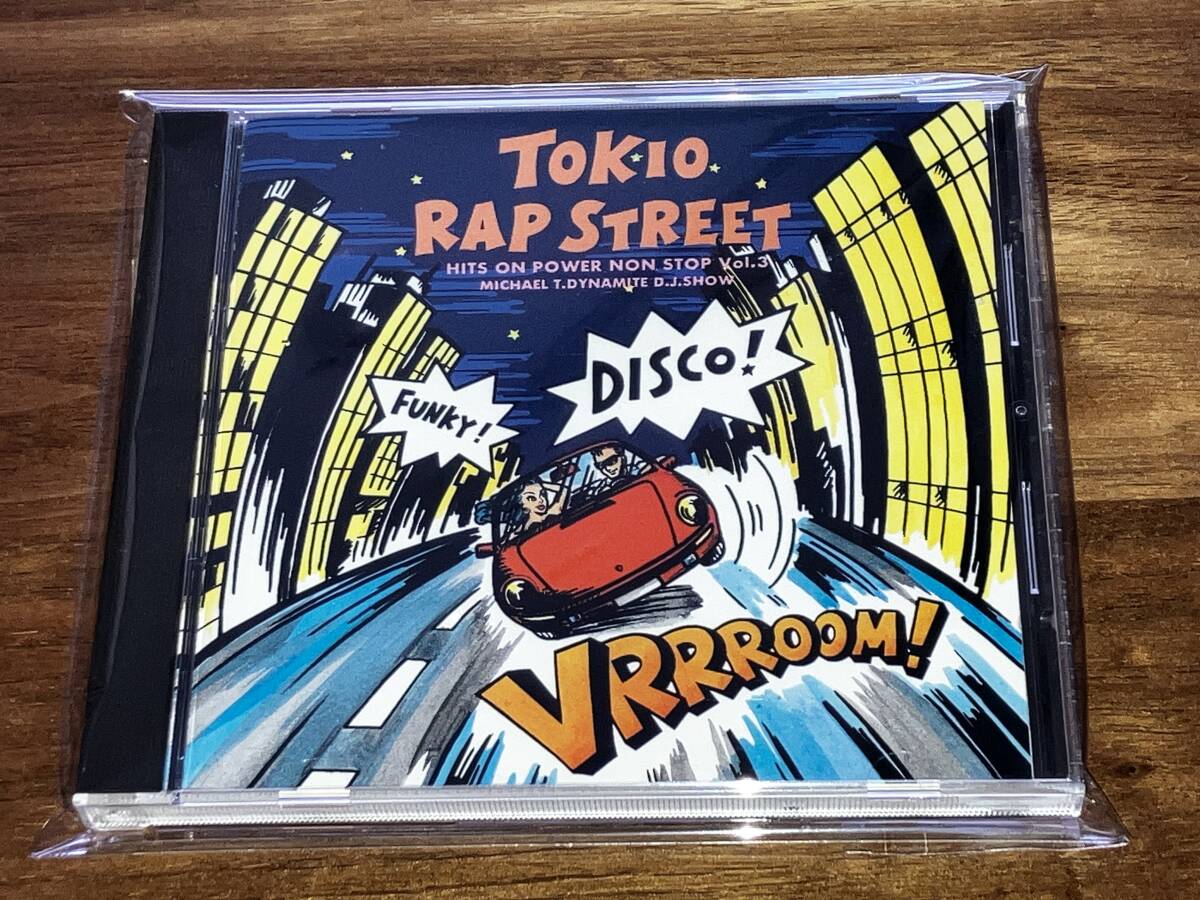 TOKIO
RAP STREET
HITS ON POWER NON STOP Vol.3
MICHAEL T.DYNAMITE D.J.SHOW
DISCO!
FUNKY!
VRRROOM!